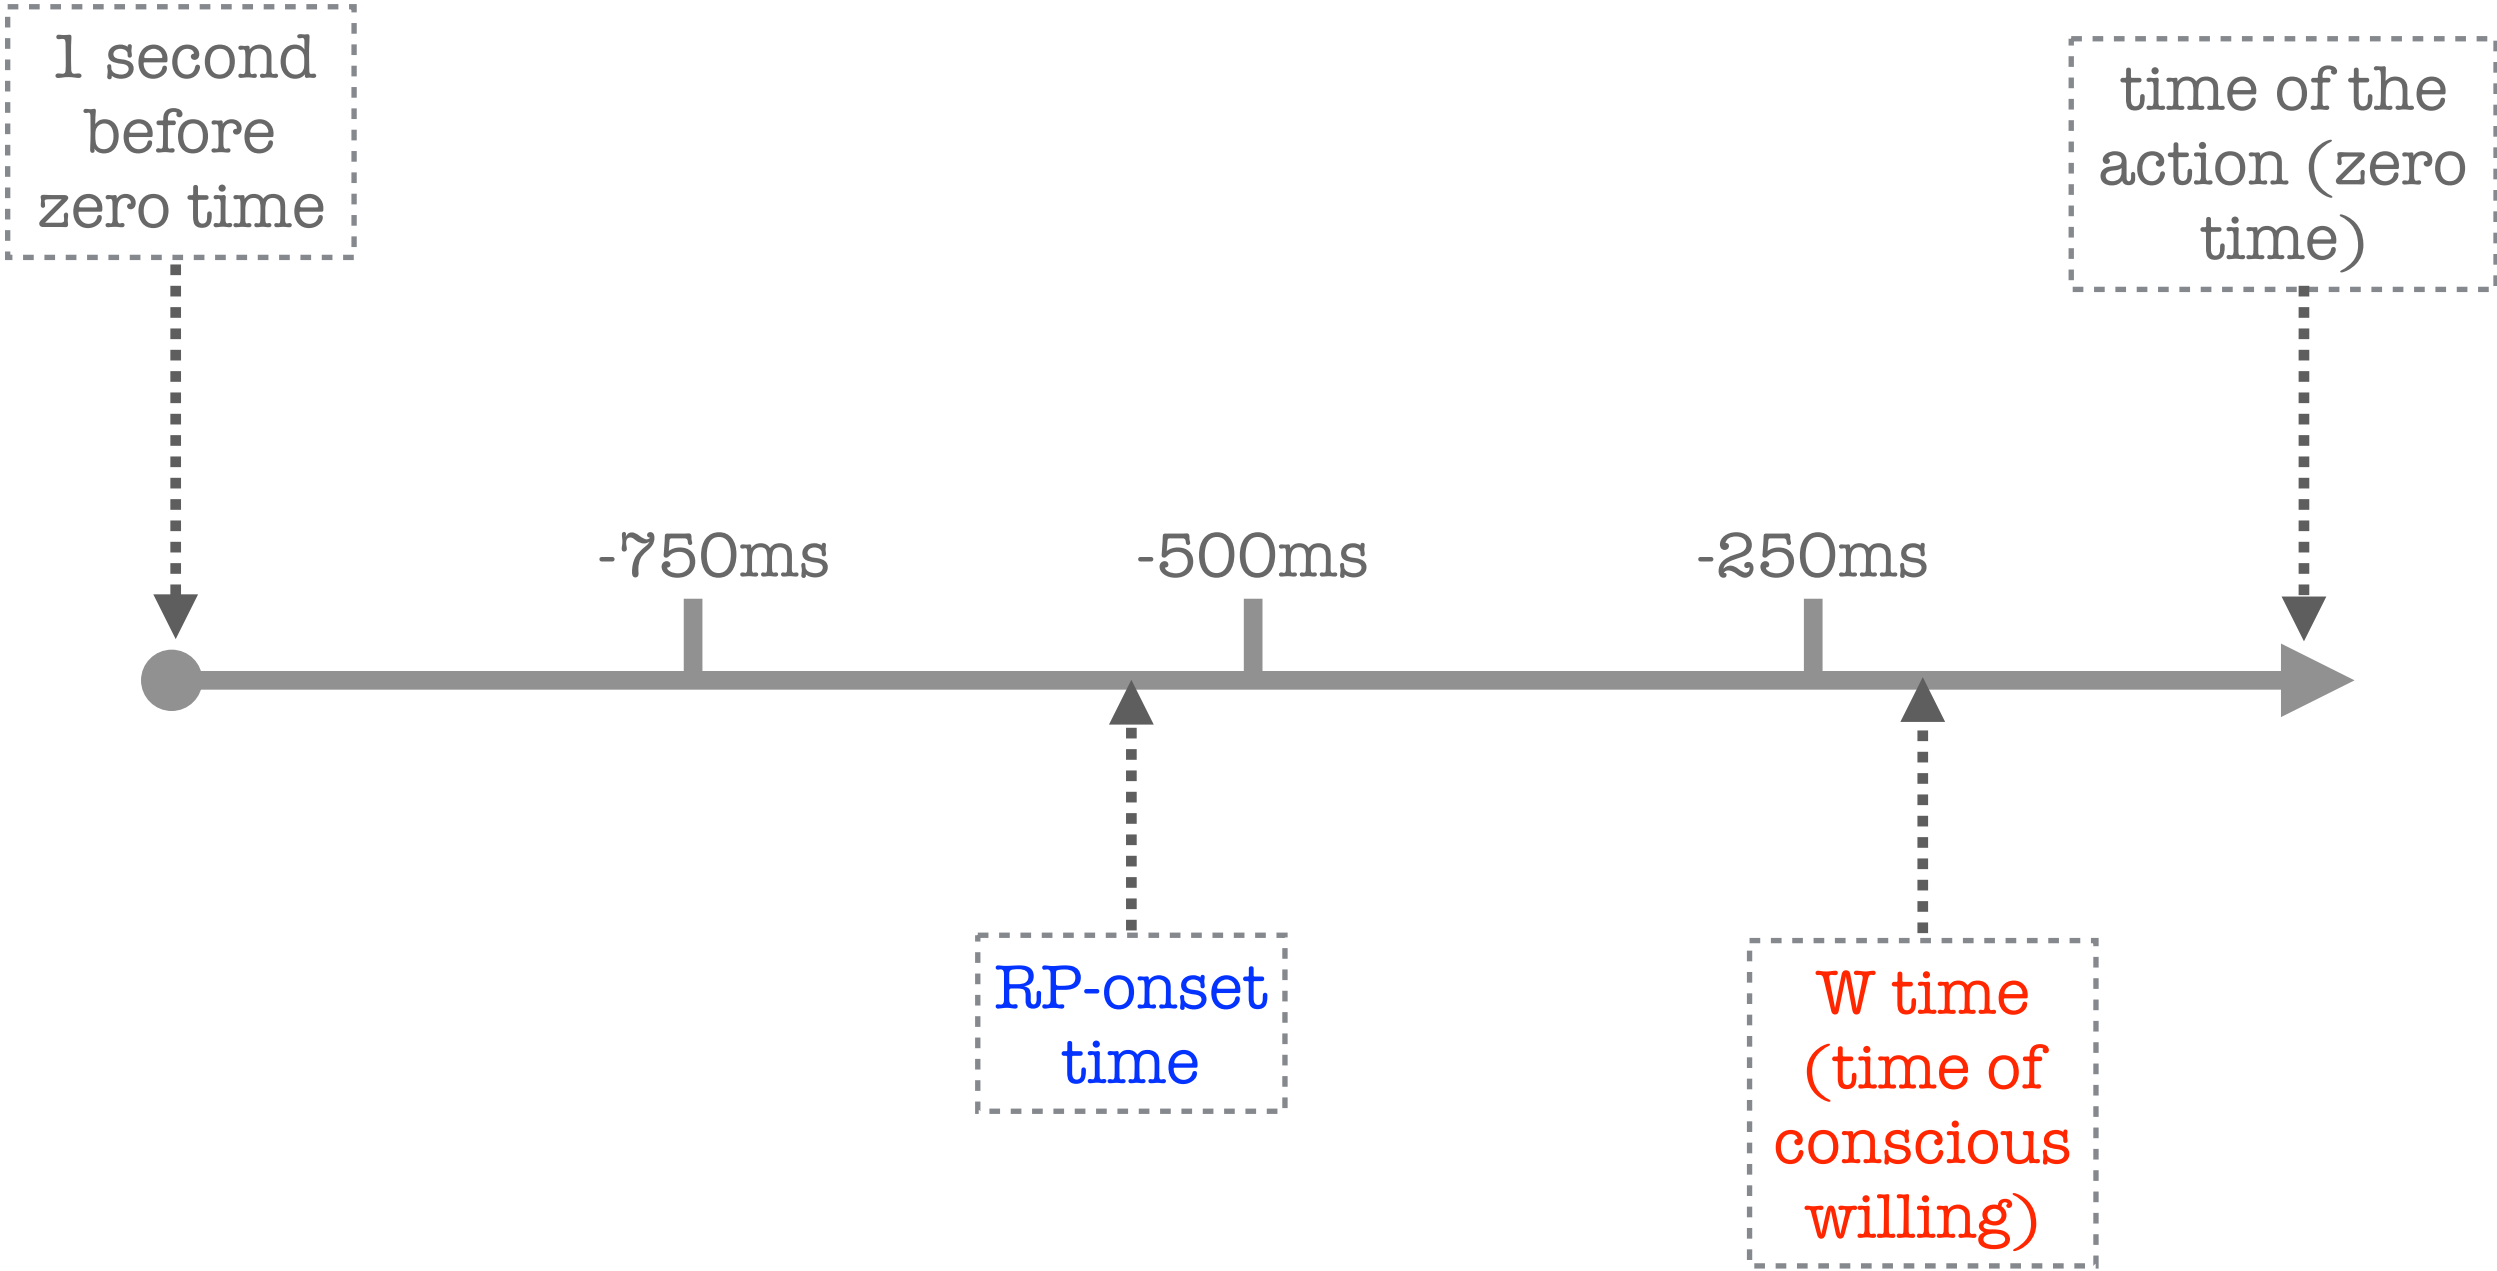 1 second
before
zero time
time of the
action (zero
time)
-750ms
-500ms
-250ms
RP-onset
time
W time
(time of
conscious
willing)